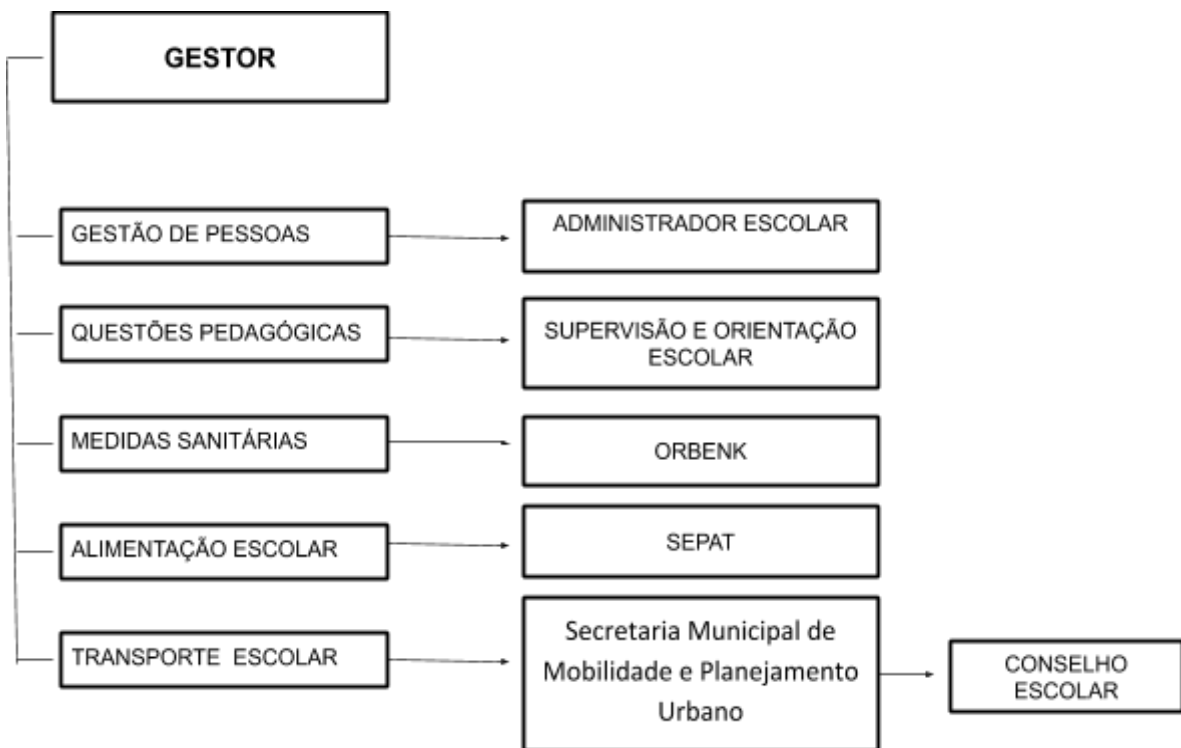 GESTOR
GESTÃO DE PESSOAS
ADMINISTRADOR ESCOLAR
QUESTÕES PEDAGÓGICAS
SUPERVISÃO E ORIENTAÇÃO
ESCOLAR
MEDIDAS SANITÁRIAS
ORBENK
ALIMENTAÇÃO ESCOLAR
SEPAT
TRANSPORTE ESCOLAR
Secretaria Municipal de
Mobilidade e Planejamento
Urbano
CONSELHO
ESCOLAR